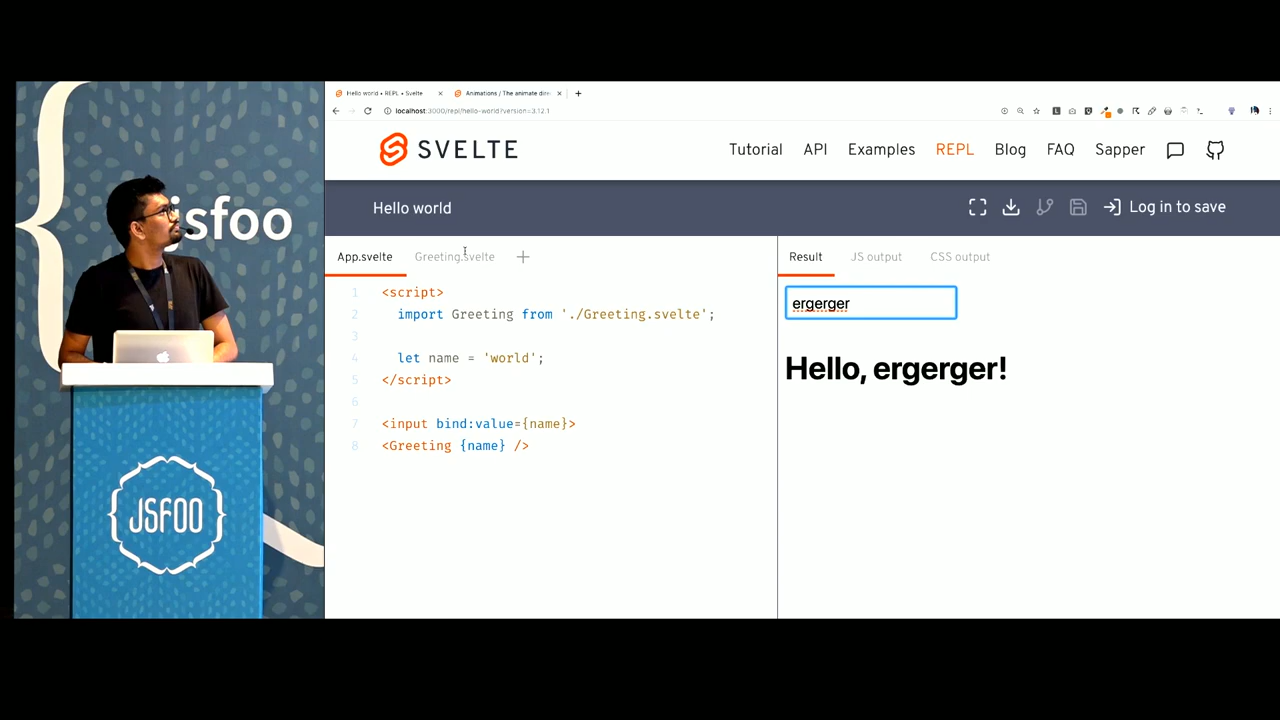 jsfoo
JSFOO
Hello world • REPL • Svelte
Animations / The animate dire
localhost:3000/repl/hello-world?version=3.12.1
SVELTE
Tutorial API Examples REPL Blog FAQ Sapper
Hello world
Log in to save
App.svelte Greeting.svelte
1 <script>
2 import Greeting from './Greeting.svelte';
3
4 let name = 'world';
5 </script>
6
7 <input bind:value={name}>
8 <Greeting {name} />
Result JS output CSS output
ergerger
Hello, ergerger!